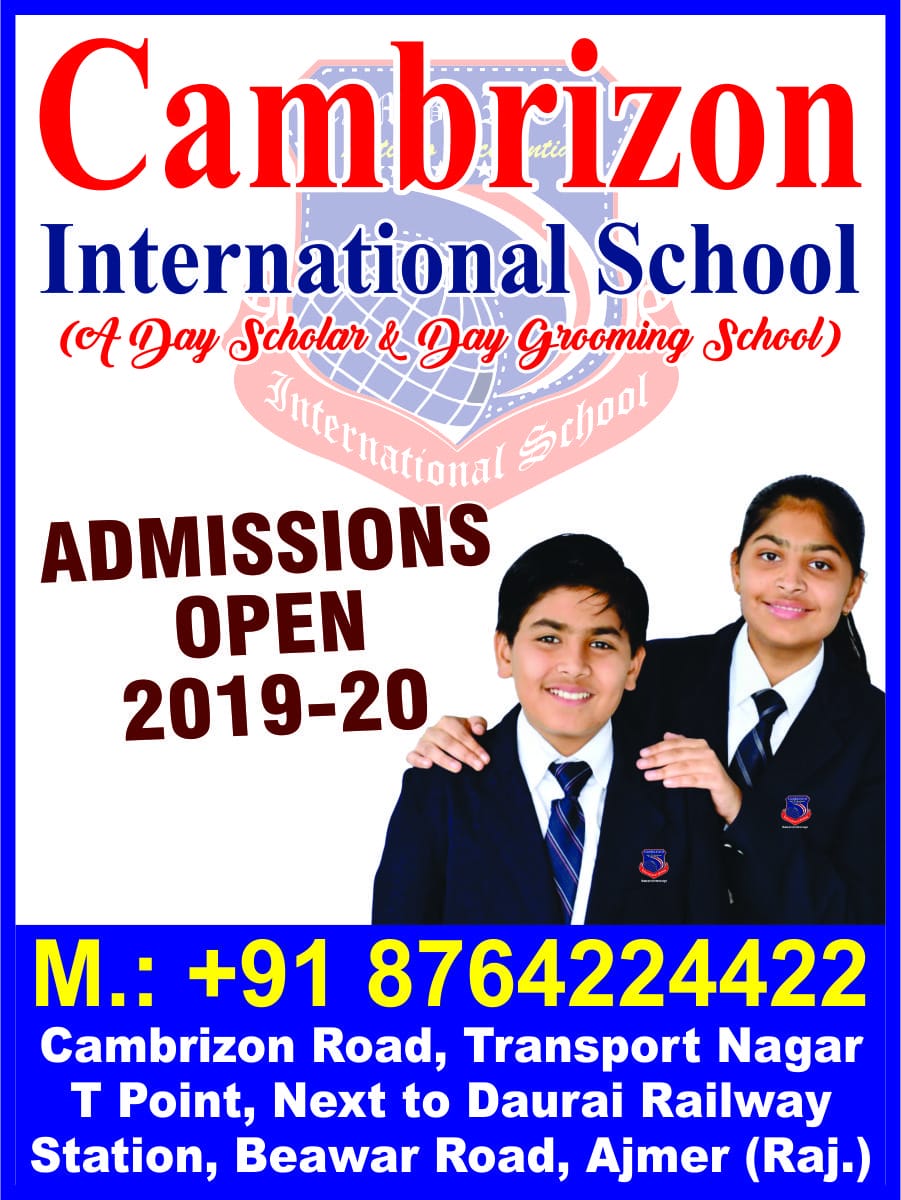 Cambrizon
International School
(A Day Scholar & Day Grooming School)
International School
ADMISSIONS
OPEN
2019-20
M.: +91 8764224422
Cambrizon Road, Transport Nagar
T Point, Next to Daurai Railway
Station, Beawar Road, Ajmer (Raj.)